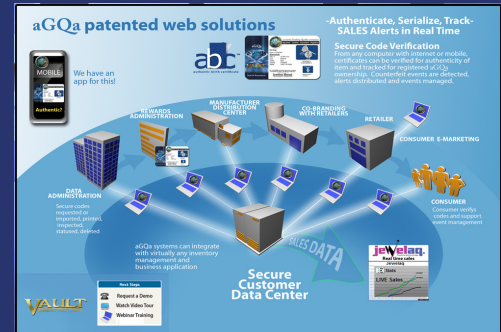 aGQa patented web solutions
-Authenticate, Serialize, Track-
SALES Alerts in Real Time
Secure Code Verification
From any computer with internet or mobile,
certificates can be verified for authenticity of
item and tracked for registered aGQa
ownership. Counterfeit events are detected,
alerts distributed and events managed.
abc
authentic birth certificate
MOBILE
Authentic?
We have an
app for this!
REWARDS
ADMINISTRATION
MANUFACTURER
DISTRIBUTION
CENTER
CO-BRANDING
WITH RETAILERS
RETAILER
CONSUMER E-MARKETING
DATA
ADMINISTRATION
Secure codes
requested or
imported, printed,
inspected,
statused, deleted
CONSUMER
Consumer verifys
codes and support
event management
aGQa systems can integrate
with virtually any inventory
management and
business application
SALES DATA
Secure
Customer
Data Center
jewelaq.
Real time sales
Jewelaq.
Stats
LIVE Sales
VAULT
Next Steps
Request a Demo
Watch Video Tour
Webinar Training